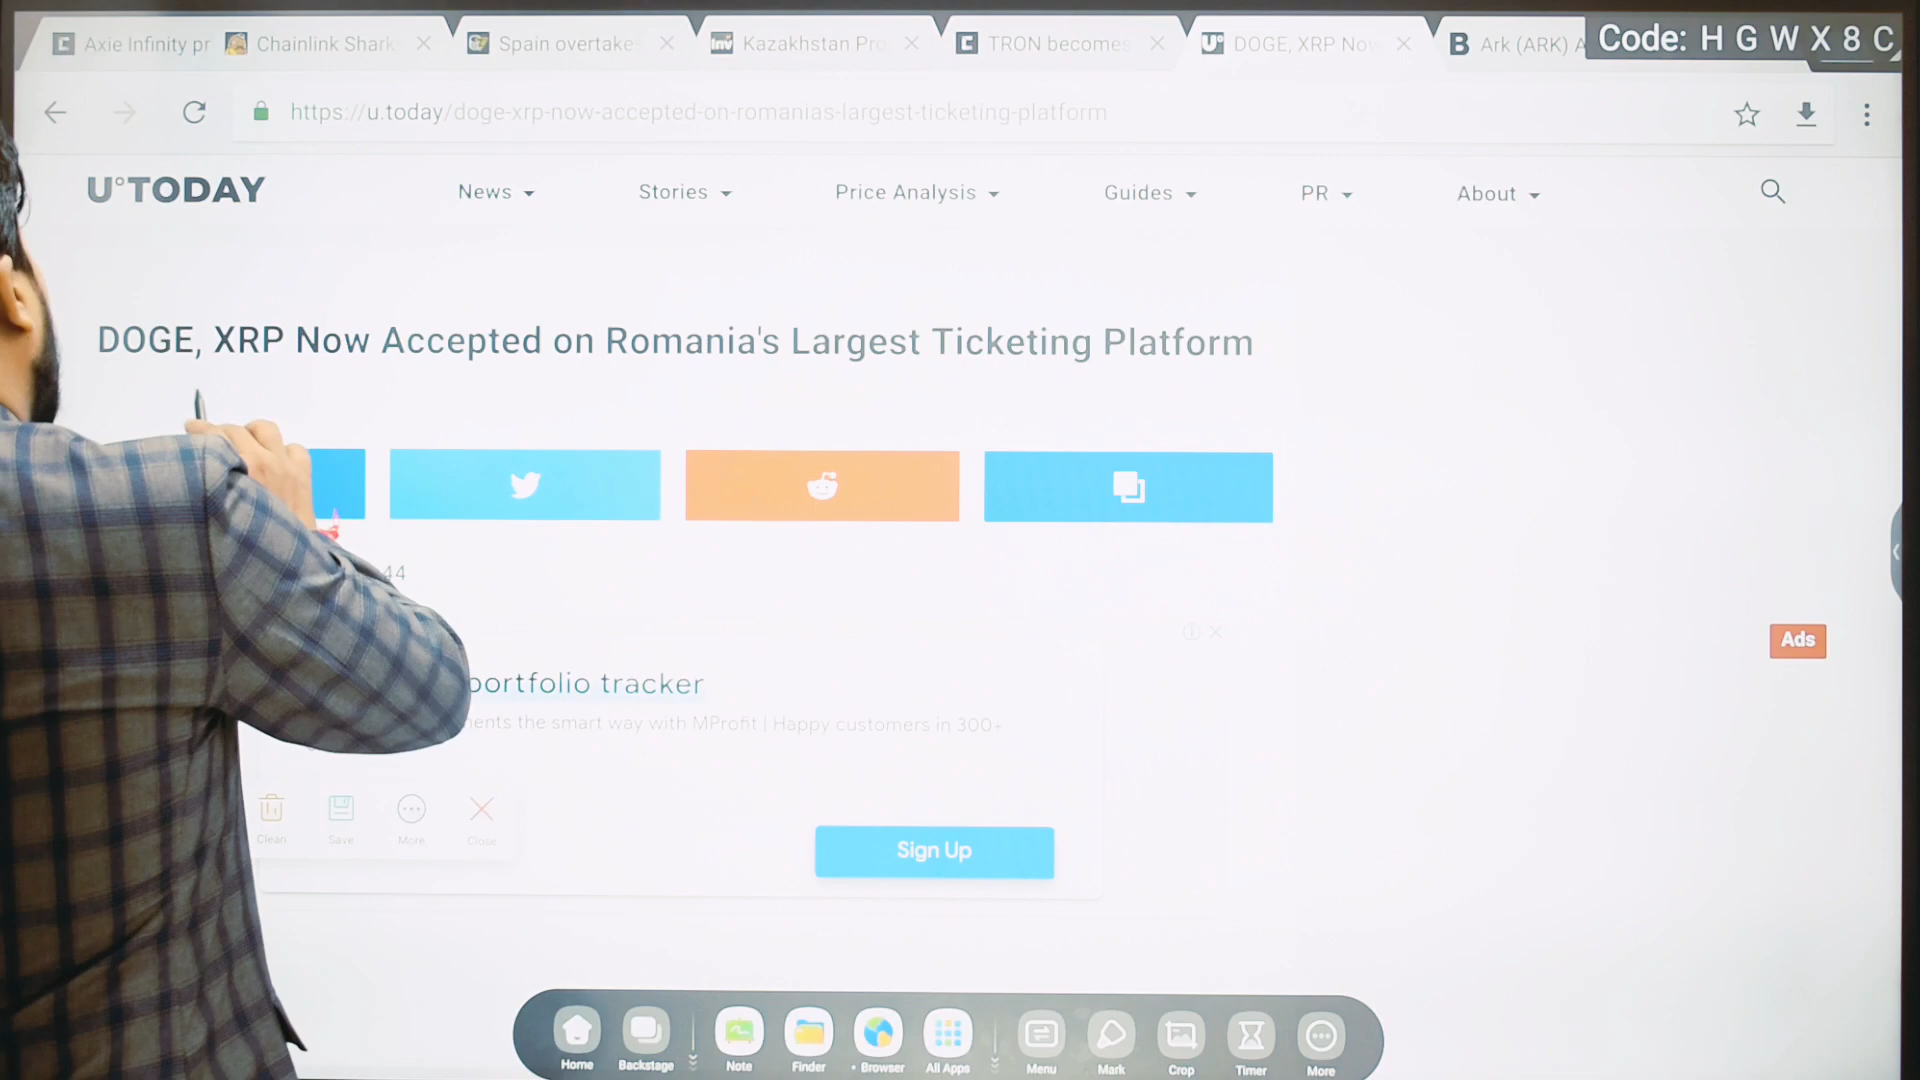 Axie Infinity pr
Chainlink Shark
Spain overtake
Inv Kazakhstan Pro
TRON becomes
U° DOGE, XRP Now
B Ark (ARK) A
Code: H G W X 8 C
https://u.today/doge-xrp-now-accepted-on-romanias-largest-ticketing-platform
U°TODAY
News
Stories
Price Analysis
Guides
PR
About
DOGE, XRP Now Accepted on Romania's Largest Ticketing Platform
44
Ads
portfolio tracker
ents the smart way with MProfit | Happy customers in 300+
Clean
Save
More
Close
Sign Up
Home
Backstage
Note
Finder
• Browser
All Apps
Menu
Mark
Crop
Timer
More